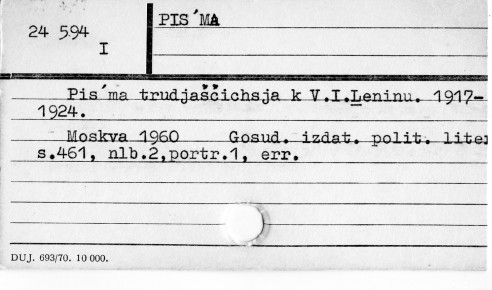 PIS´MA
24 594
I
Pis´ma trudjaščichsja k V.I.Leninu. 1917-
1924.
Moskva 1960 Gosud. izdat. polit. liter
s.461, nlb.2,portr.1, err.
DUJ. 693/70. 10 000.